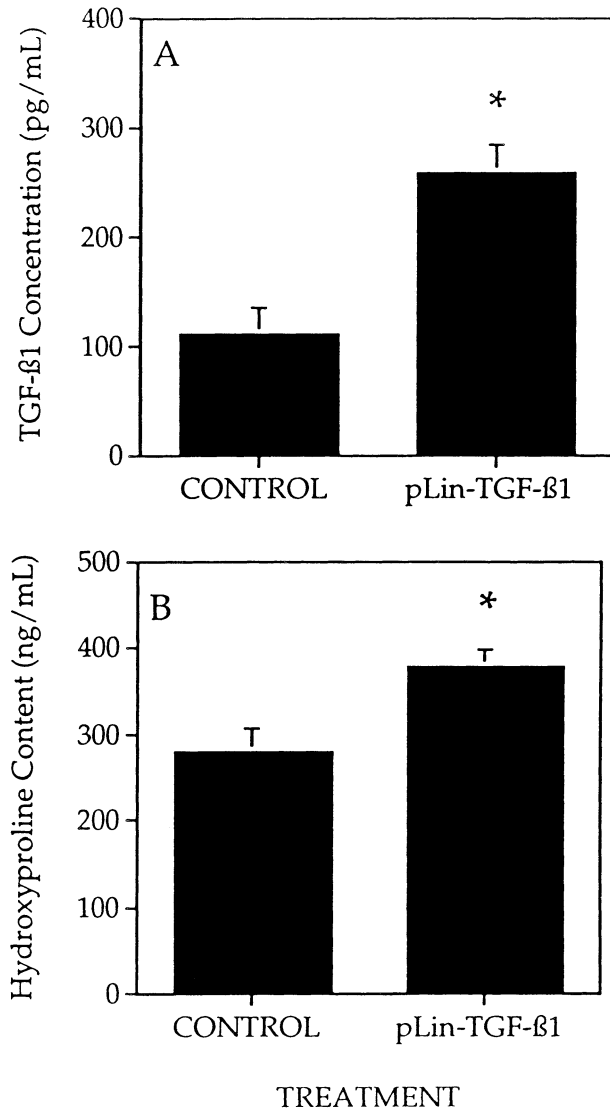 A
TGF-ß1 Concentration (pg/mL)
400
300
200
100
0
*
CONTROL pLin-TGF-ß1
B
Hydroxyproline Content (ng/mL)
500
400
300
200
100
0
*
CONTROL pLin-TGF-ß1
TREATMENT